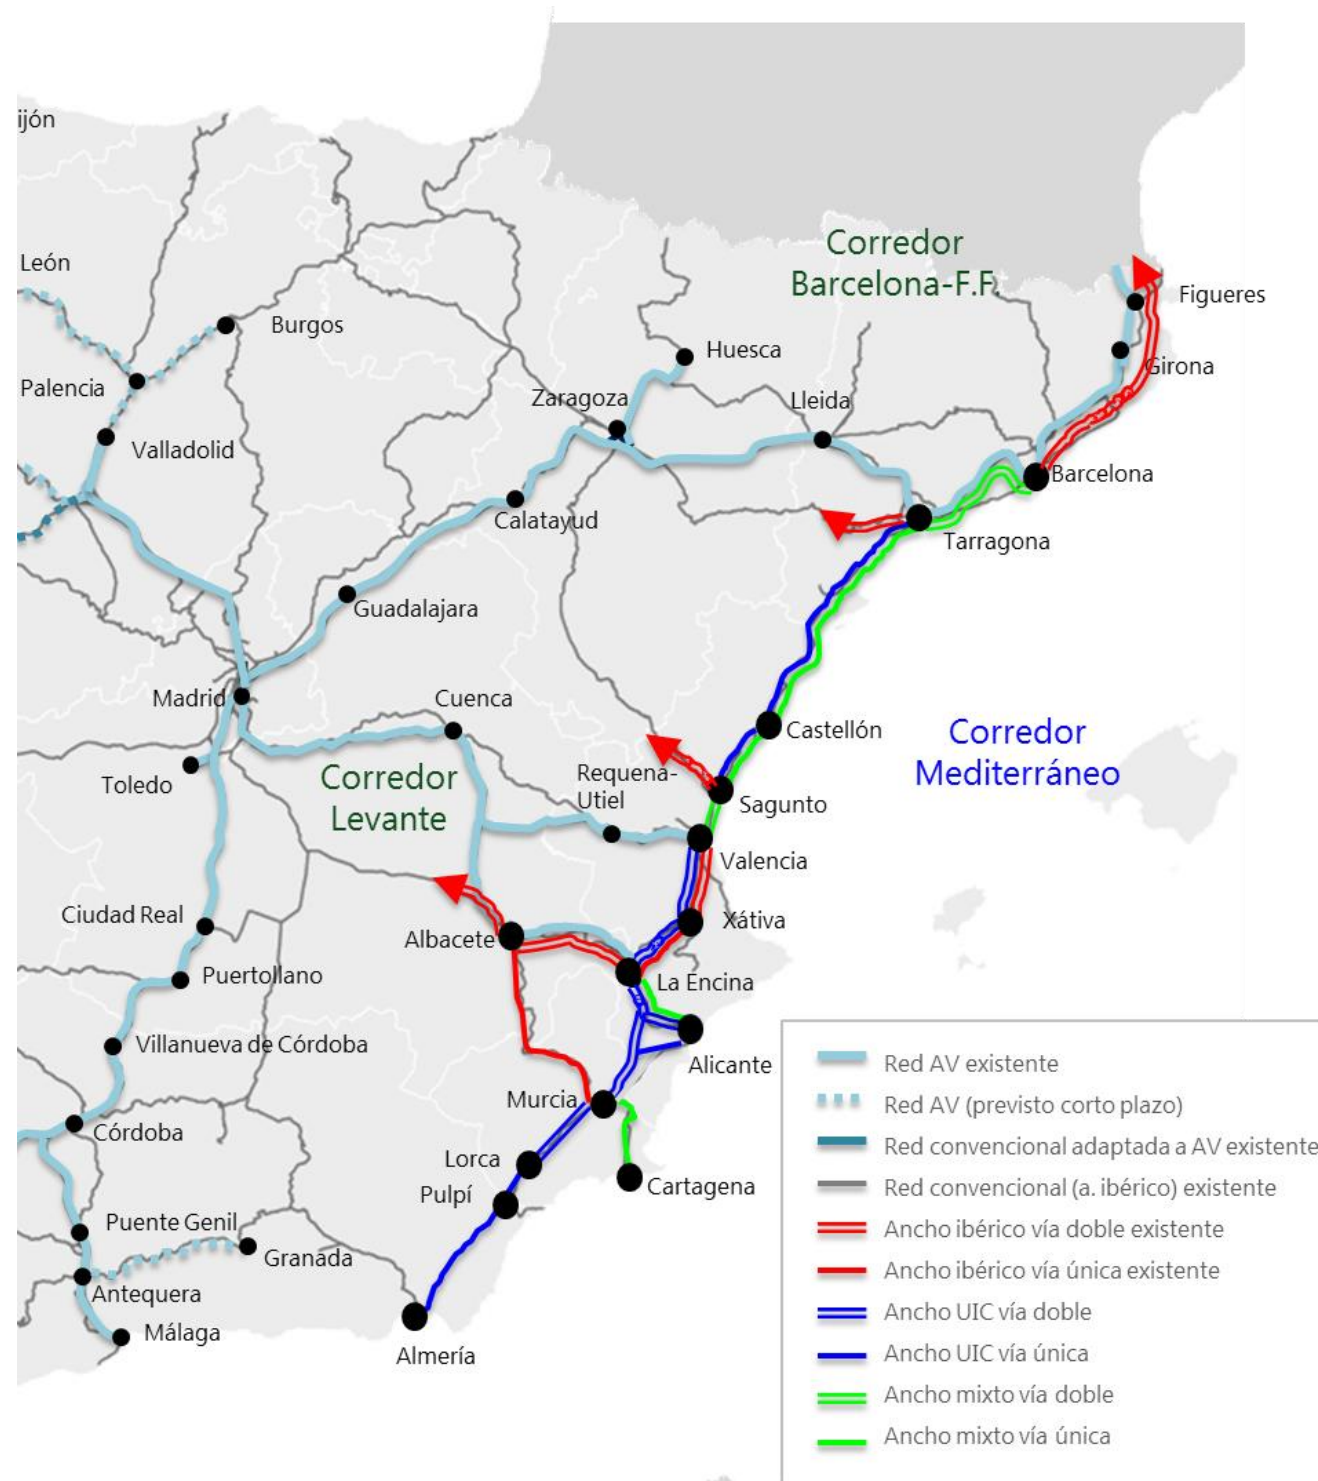 ijón
Corredor
Barcelona-F.F.
León
Figueres
Burgos
Huesca
Girona
Palencia
Zaragoza
Lleida
Valladolid
Barcelona
Calatayud
Tarragona
Guadalajara
Madrid
Cuenca
Castellón
Corredor
Mediterráneo
Toledo
Corredor
Levante
Requena-
Utiel
Sagunto
Valencia
Ciudad Real
Xátiva
Albacete
Puertollano
La Encina
Villanueva de Córdoba
Alicante
Murcia
Córdoba
Lorca
Pulpí
Cartagena
Puente Genil
Granada
Antequera
Málaga
Almería
Red AV existente
Red AV (previsto corto plazo)
Red convencional adaptada a AV existente
Red convencional (a. ibérico) existente
Ancho ibérico vía doble existente
Ancho ibérico vía única existente
Ancho UIC vía doble
Ancho UIC vía única
Ancho mixto vía doble
Ancho mixto vía única